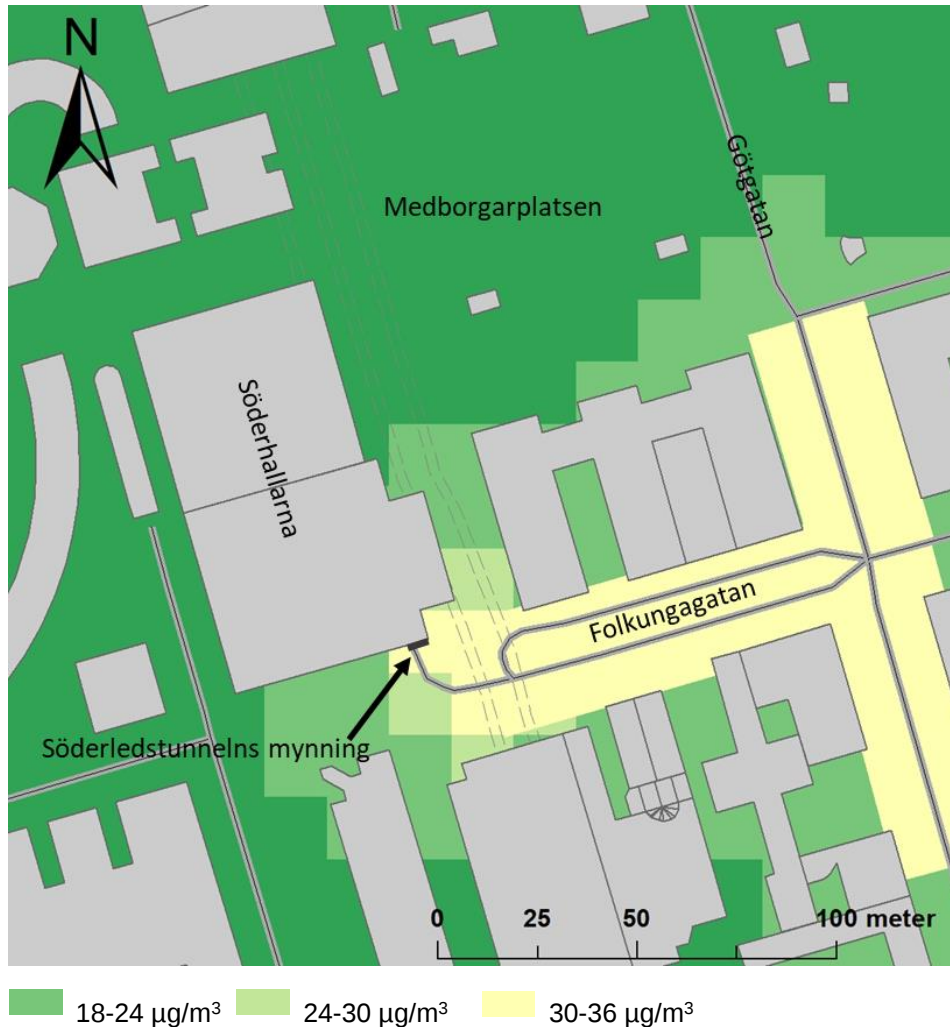 N
Götgatan
Medborgarplatsen
Söderhallarna
Folkungagatan
Söderledstunnelns mynning
0 25 50 100 meter
18-24 µg/m³ 24-30 µg/m³ 30-36 µg/m³